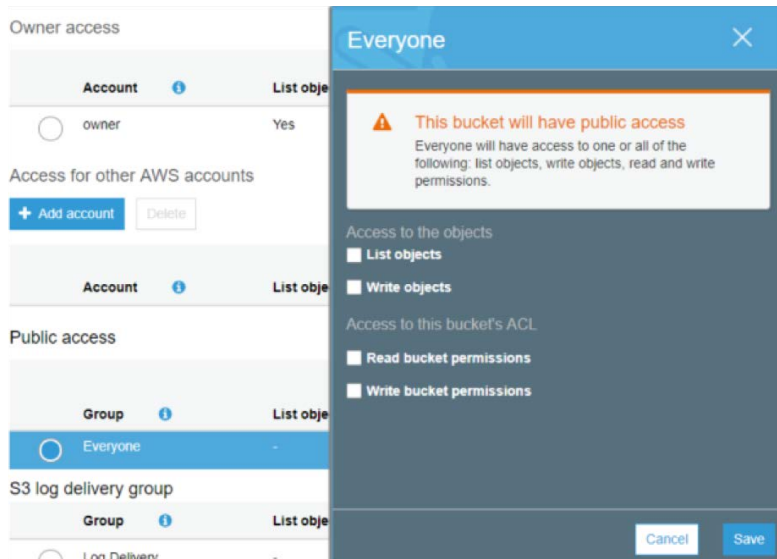 Owner access
Account List obje
owner Yes
Access for other AWS accounts
+ Add account Delete
Account List obje
Public access
Group List obje
Everyone -
S3 log delivery group
Group List obje
Log Delivery -
Everyone
This bucket will have public access
Everyone will have access to one or all of the
following: list objects, write objects, read and write
permissions.
Access to the objects
List objects
Write objects
Access to this bucket's ACL
Read bucket permissions
Write bucket permissions
Cancel Save